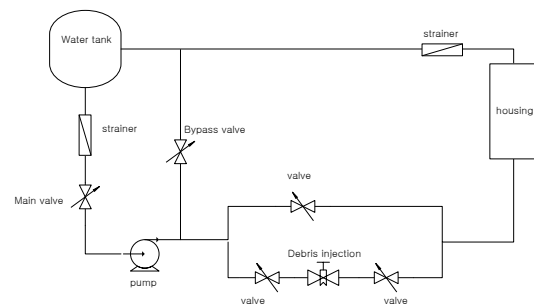 strainer
Water tank
housing
strainer
Bypass valve
valve
Main valve
Debris injection
pump
valve
valve